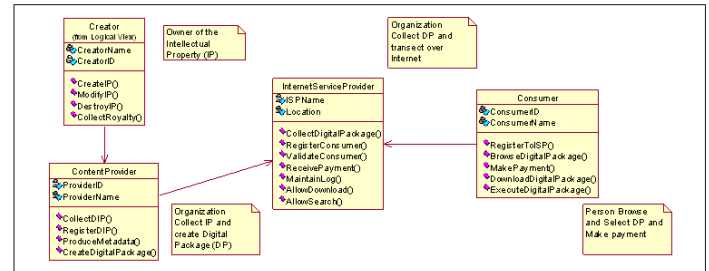 Creator
(from Logical View)
CreatorName
CreatorID
CreateIP()
ModifyIP()
DestroyIP()
CollectRoyalty()
Owner of the
Intellectual
Property (IP)
Organization
Collect DP and
transect over
Internet
InternetServiceProvider
ISPName
Location
CollectDigitalPackage()
RegisterConsumer()
ValidateConsumer()
ReceivePayment()
MaintainLog()
AllowDownload()
AllowSearch()
Consumer
ConsumerID
ConsumerName
RegisterToISP()
BrowseDigitalPackage()
MakePayment()
DownloadDigitalPackage()
ExecuteDigitalPackage()
ContentProvider
ProviderID
ProviderName
CollectDIP()
RegisterDIP()
ProduceMetadata()
CreateDigitalPackage()
Organization
Collect IP and
create Digital
Package (DP)
Person Browse
and Select DP and
Make payment